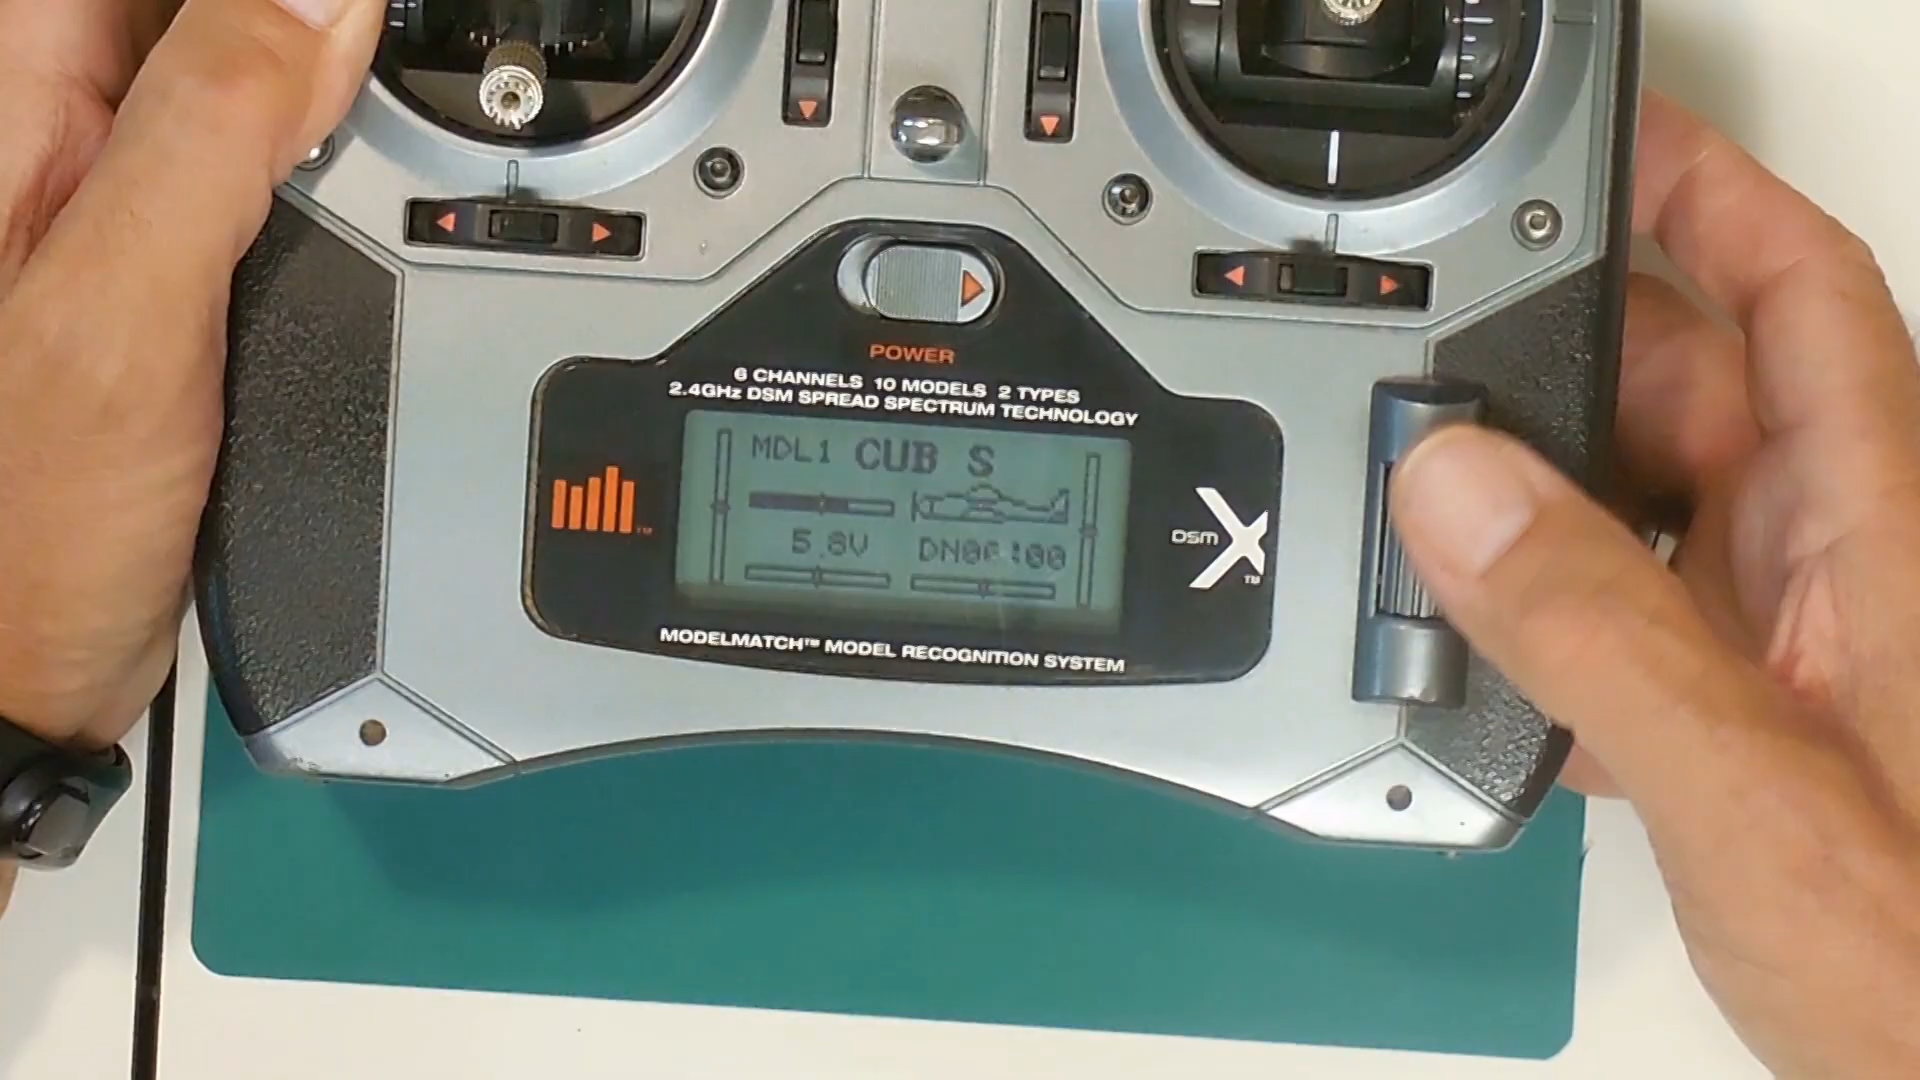 POWER
6 CHANNELS 10 MODELS 2 TYPES
2.4GHz DSM SPREAD SPECTRUM TECHNOLOGY
MDL1 CUB S
5.8V
DSM X™
MODELMATCH™ MODEL RECOGNITION SYSTEM